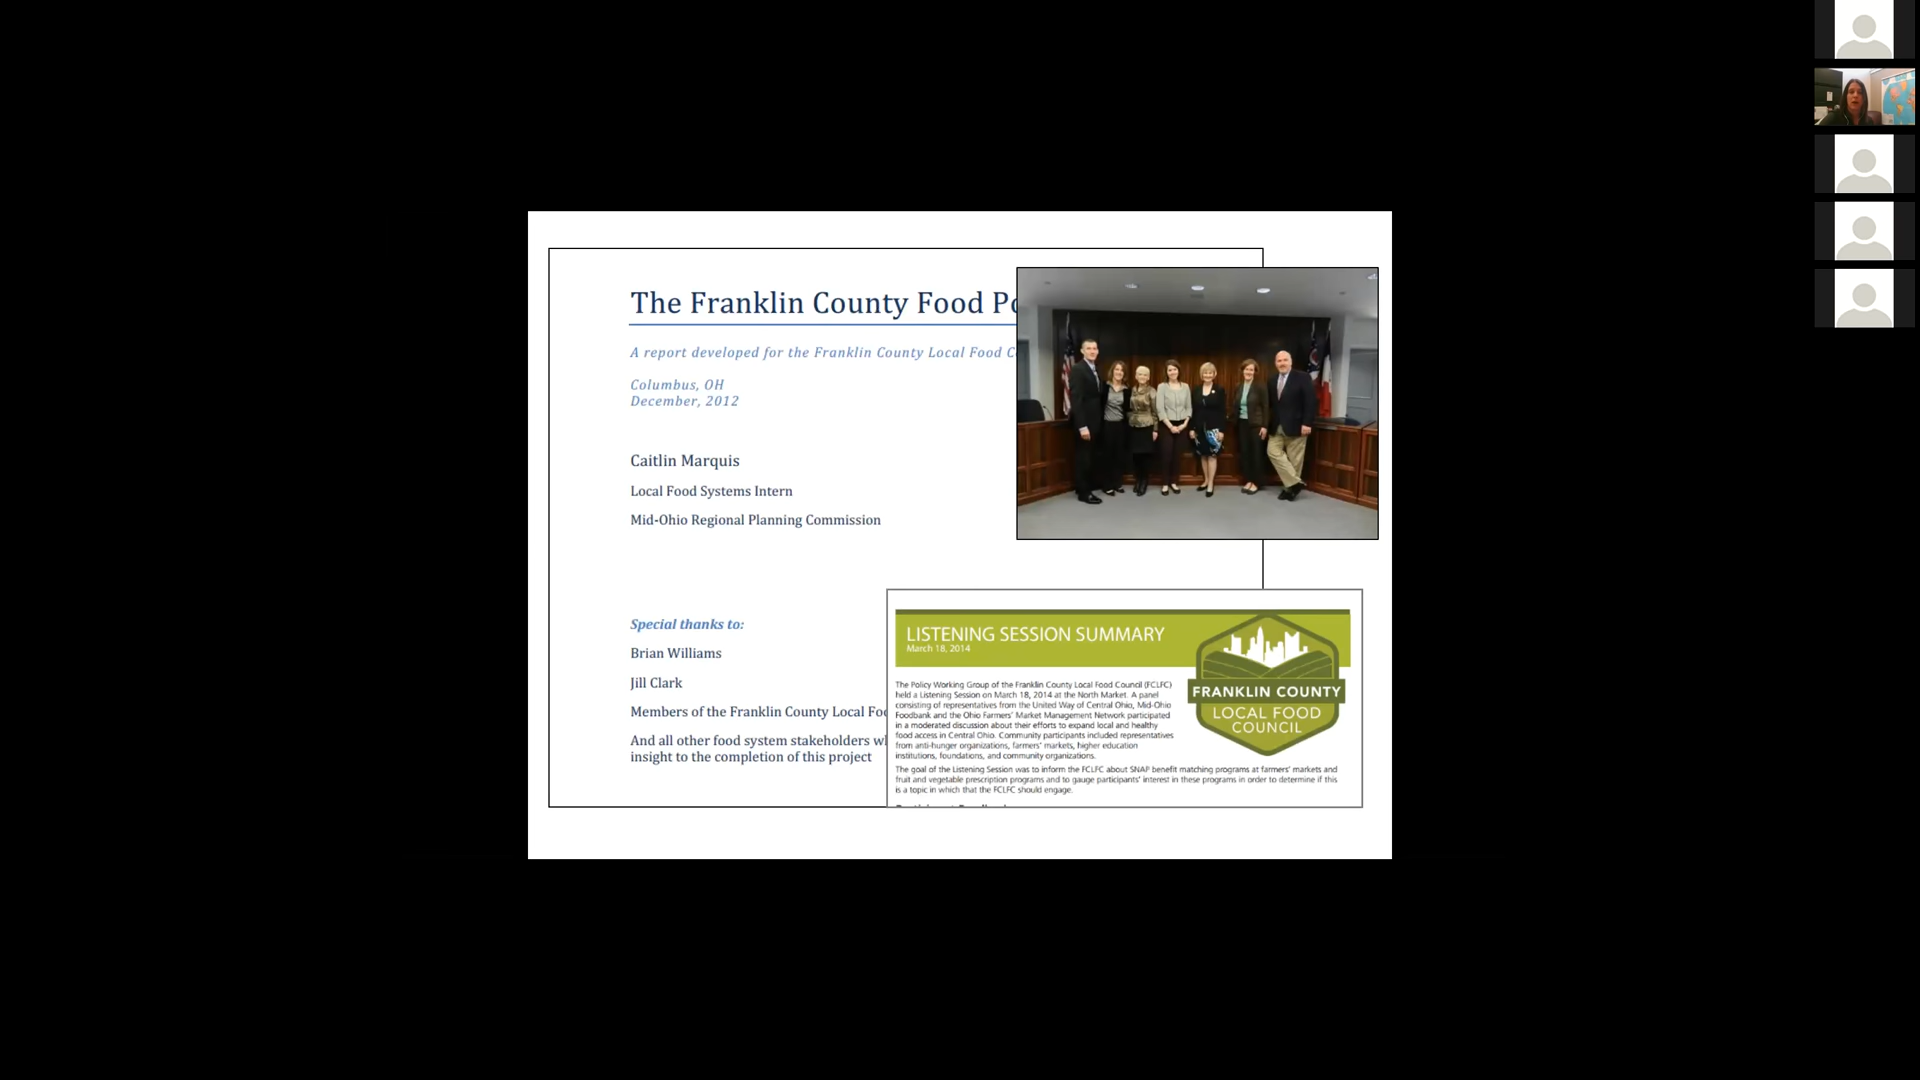 The Franklin County Food
A report developed for the Franklin County Local Food
Columbus, OH
December, 2012
Caitlin Marquis
Local Food Systems Intern
Mid-Ohio Regional Planning Commission
Special thanks to:
Brian Williams
Jill Clark
Members of the Franklin County Local
And all other food system stakeholders
insight to the completion of this project
LISTENING SESSION SUMMARY
March 18, 2014
The Policy Working Group of the Franklin County Local Food Council (FCLFC)
held a Listening Session on March 18, 2014 at the North Market. A panel
consisting of representatives from the United Way of Central Ohio, Mid-Ohio
Foodbank and the Ohio Farmers' Market Management Network participated
in a moderated discussion about their efforts to expand local and healthy
food access in Central Ohio. Community participants included representatives
from anti-hunger organizations, farmers' markets, higher education
institutions, foundations, and community organizations.
The goal of the Listening Session was to inform the FCLFC about SNAP benefit matching programs at farmers' markets and
fruit and vegetable prescription programs and to gauge participants' interest in these programs in order to determine if this
is a topic in which that the FCLFC should engage.
FRANKLIN COUNTY
LOCAL FOOD
COUNCIL